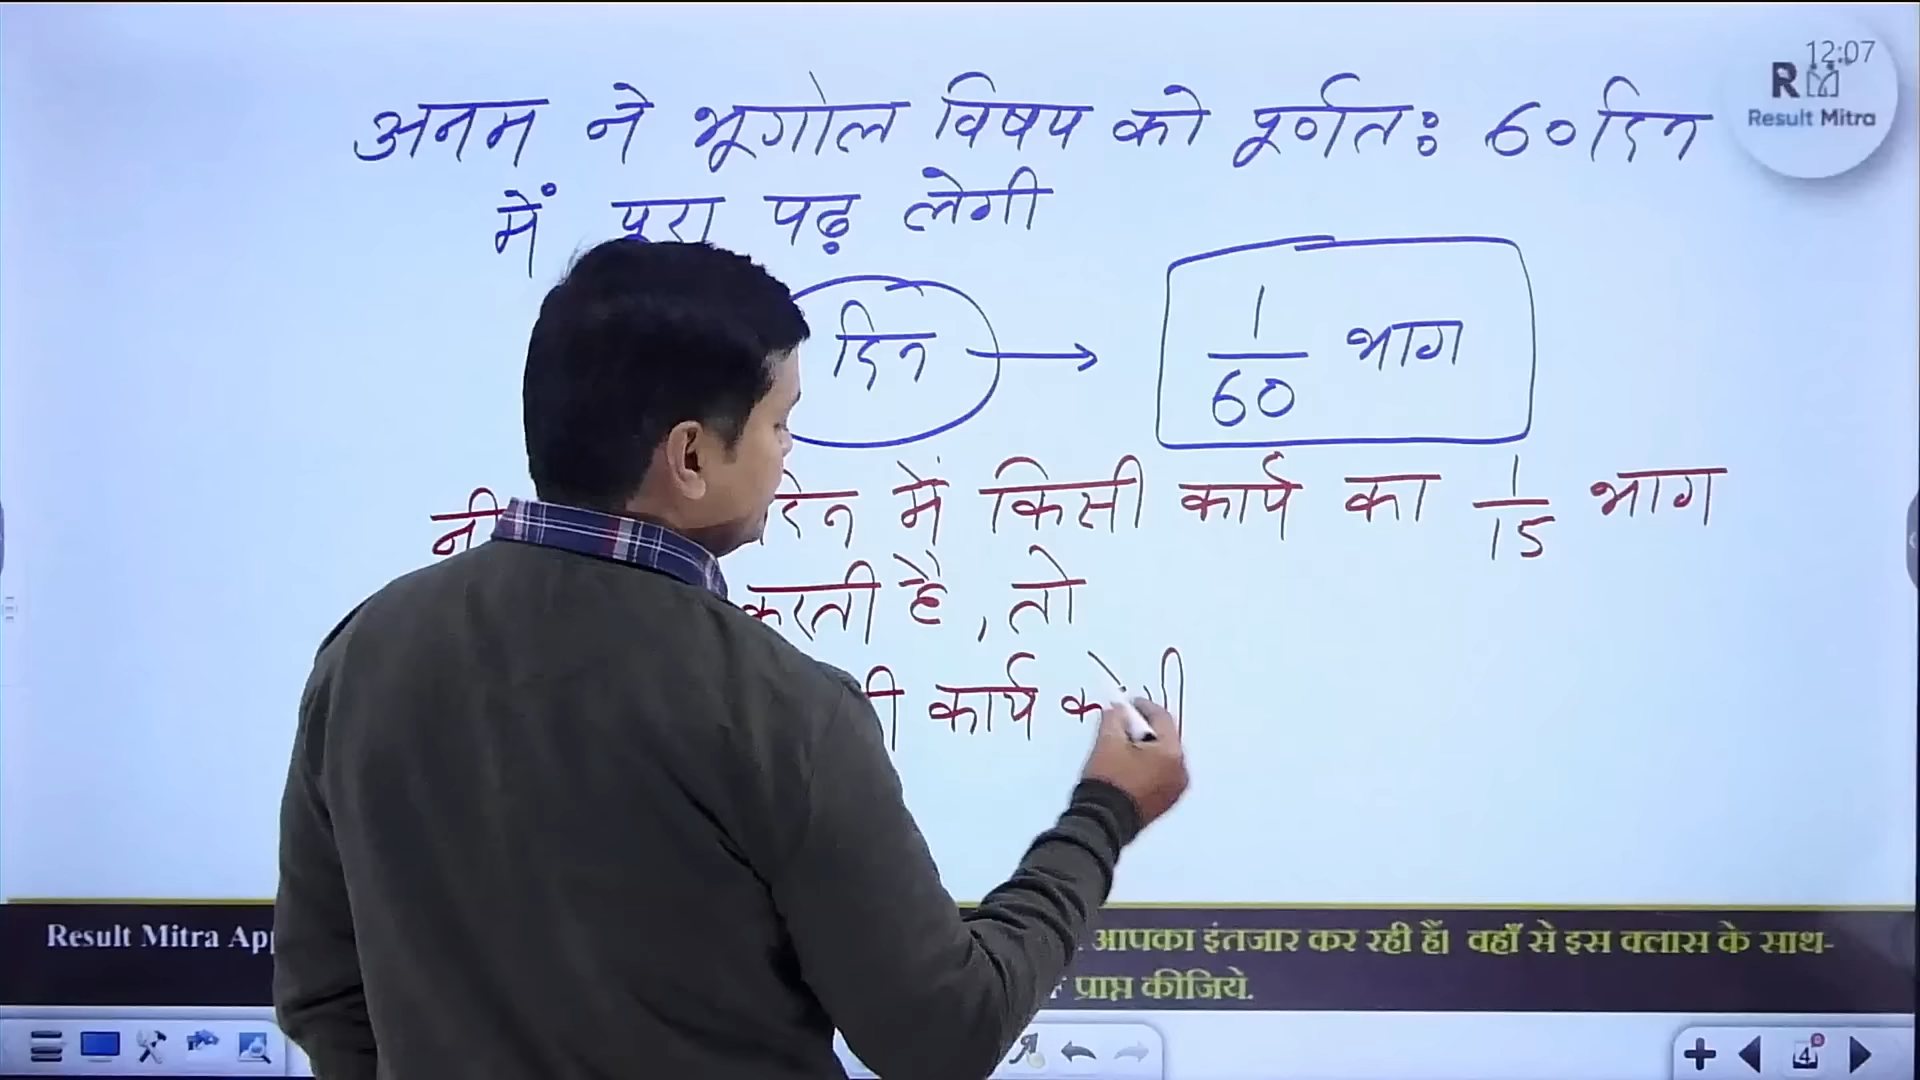 12:07
Result Mitra
अनम ने भूगोल विषय को पूर्णतः 60 दिन
में पूरा पढ़ लेगी
दिन → 1/60 भाग
में किसी कार्य का 1/15 भाग
करती है, तो
कार्य
Result Mitra App
आपका इंतजार कर रही हैं। वहाँ से इस क्लास के साथ-
प्राप्त कीजिये.
4